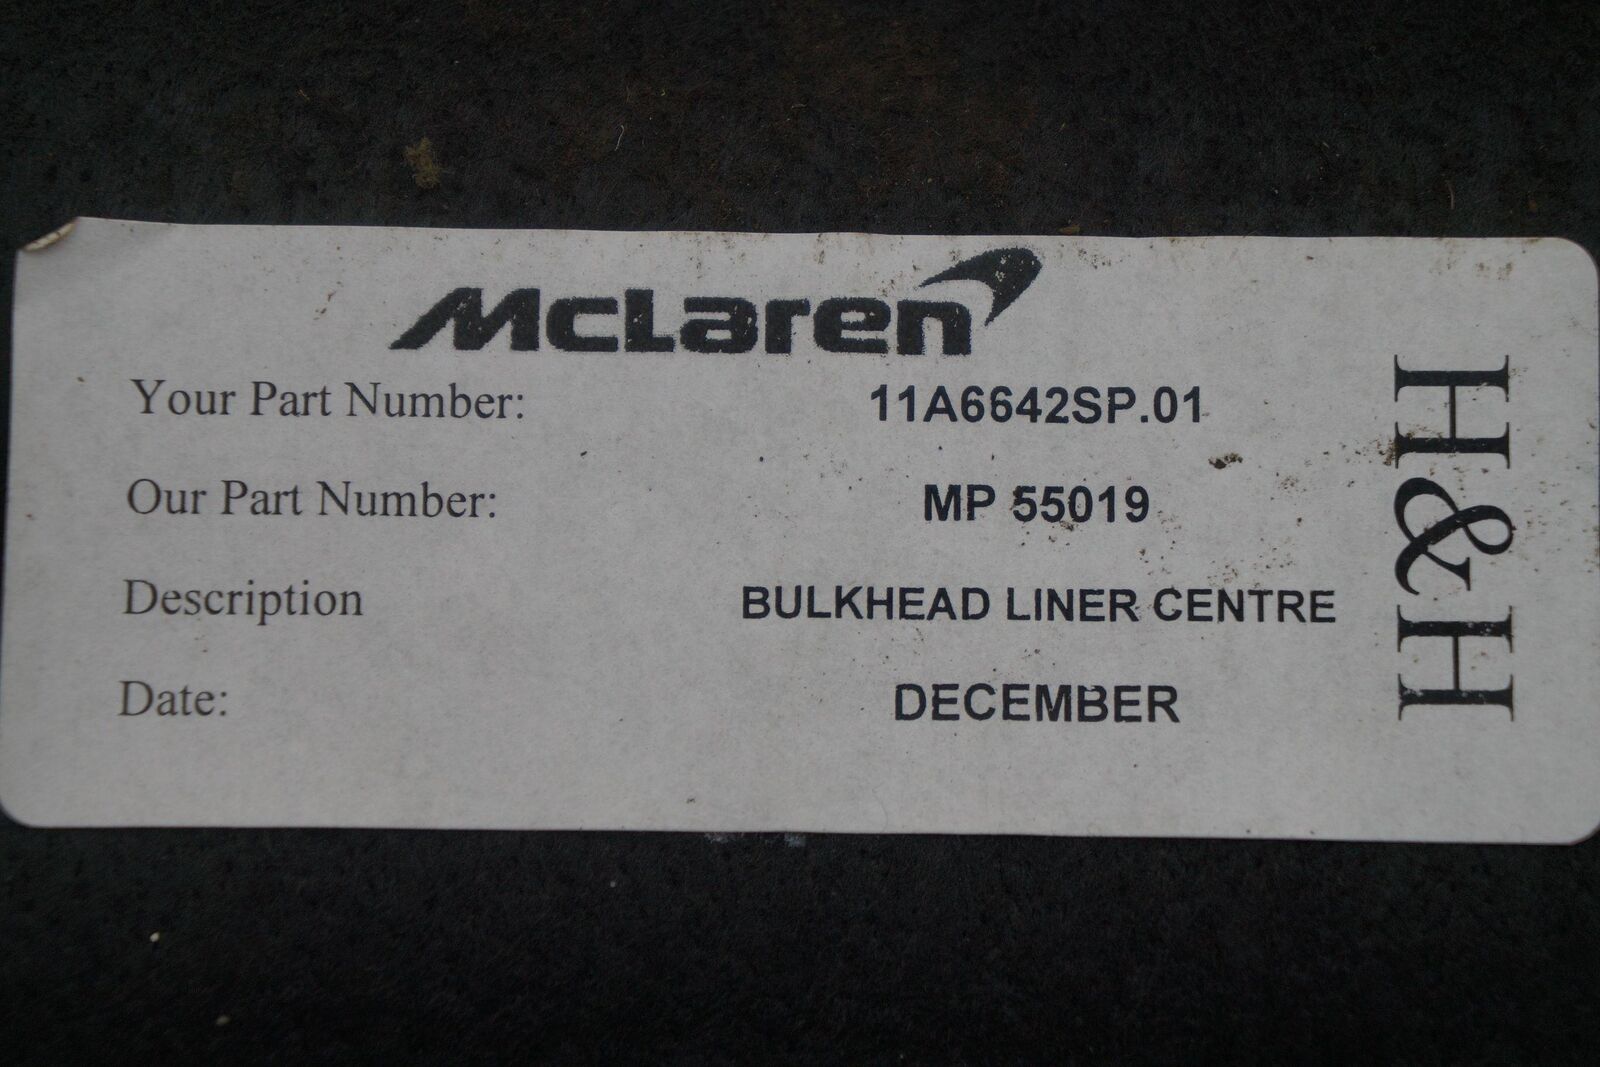 McLaren
Your Part Number: 11A6642SP.01
Our Part Number: MP 55019
Description BULKHEAD LINER CENTRE
Date: DECEMBER
H&H